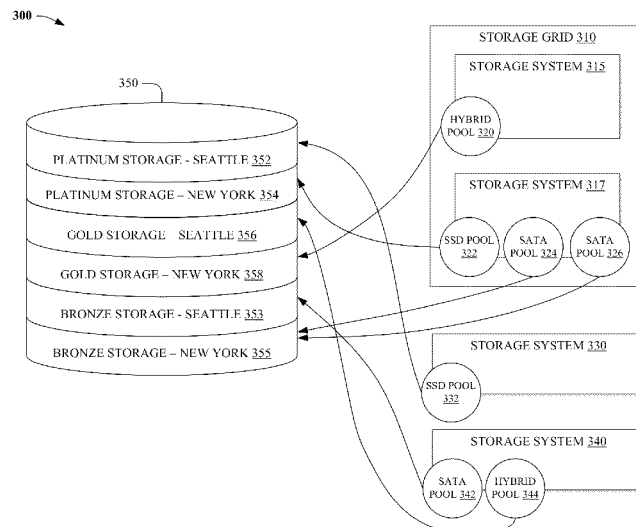 300
350
PLATINUM STORAGE - SEATTLE 352
PLATINUM STORAGE – NEW YORK 354
GOLD STORAGE SEATTLE 356
GOLD STORAGE – NEW YORK 358
BRONZE STORAGE - SEATTLE 353
BRONZE STORAGE – NEW YORK 355
STORAGE GRID 310
STORAGE SYSTEM 315
HYBRID
POOL 320
STORAGE SYSTEM 317
SSD POOL
322
SATA
POOL 324
SATA
POOL 326
STORAGE SYSTEM 330
SSD POOL
332
STORAGE SYSTEM 340
SATA
POOL 342
HYBRID
POOL 344